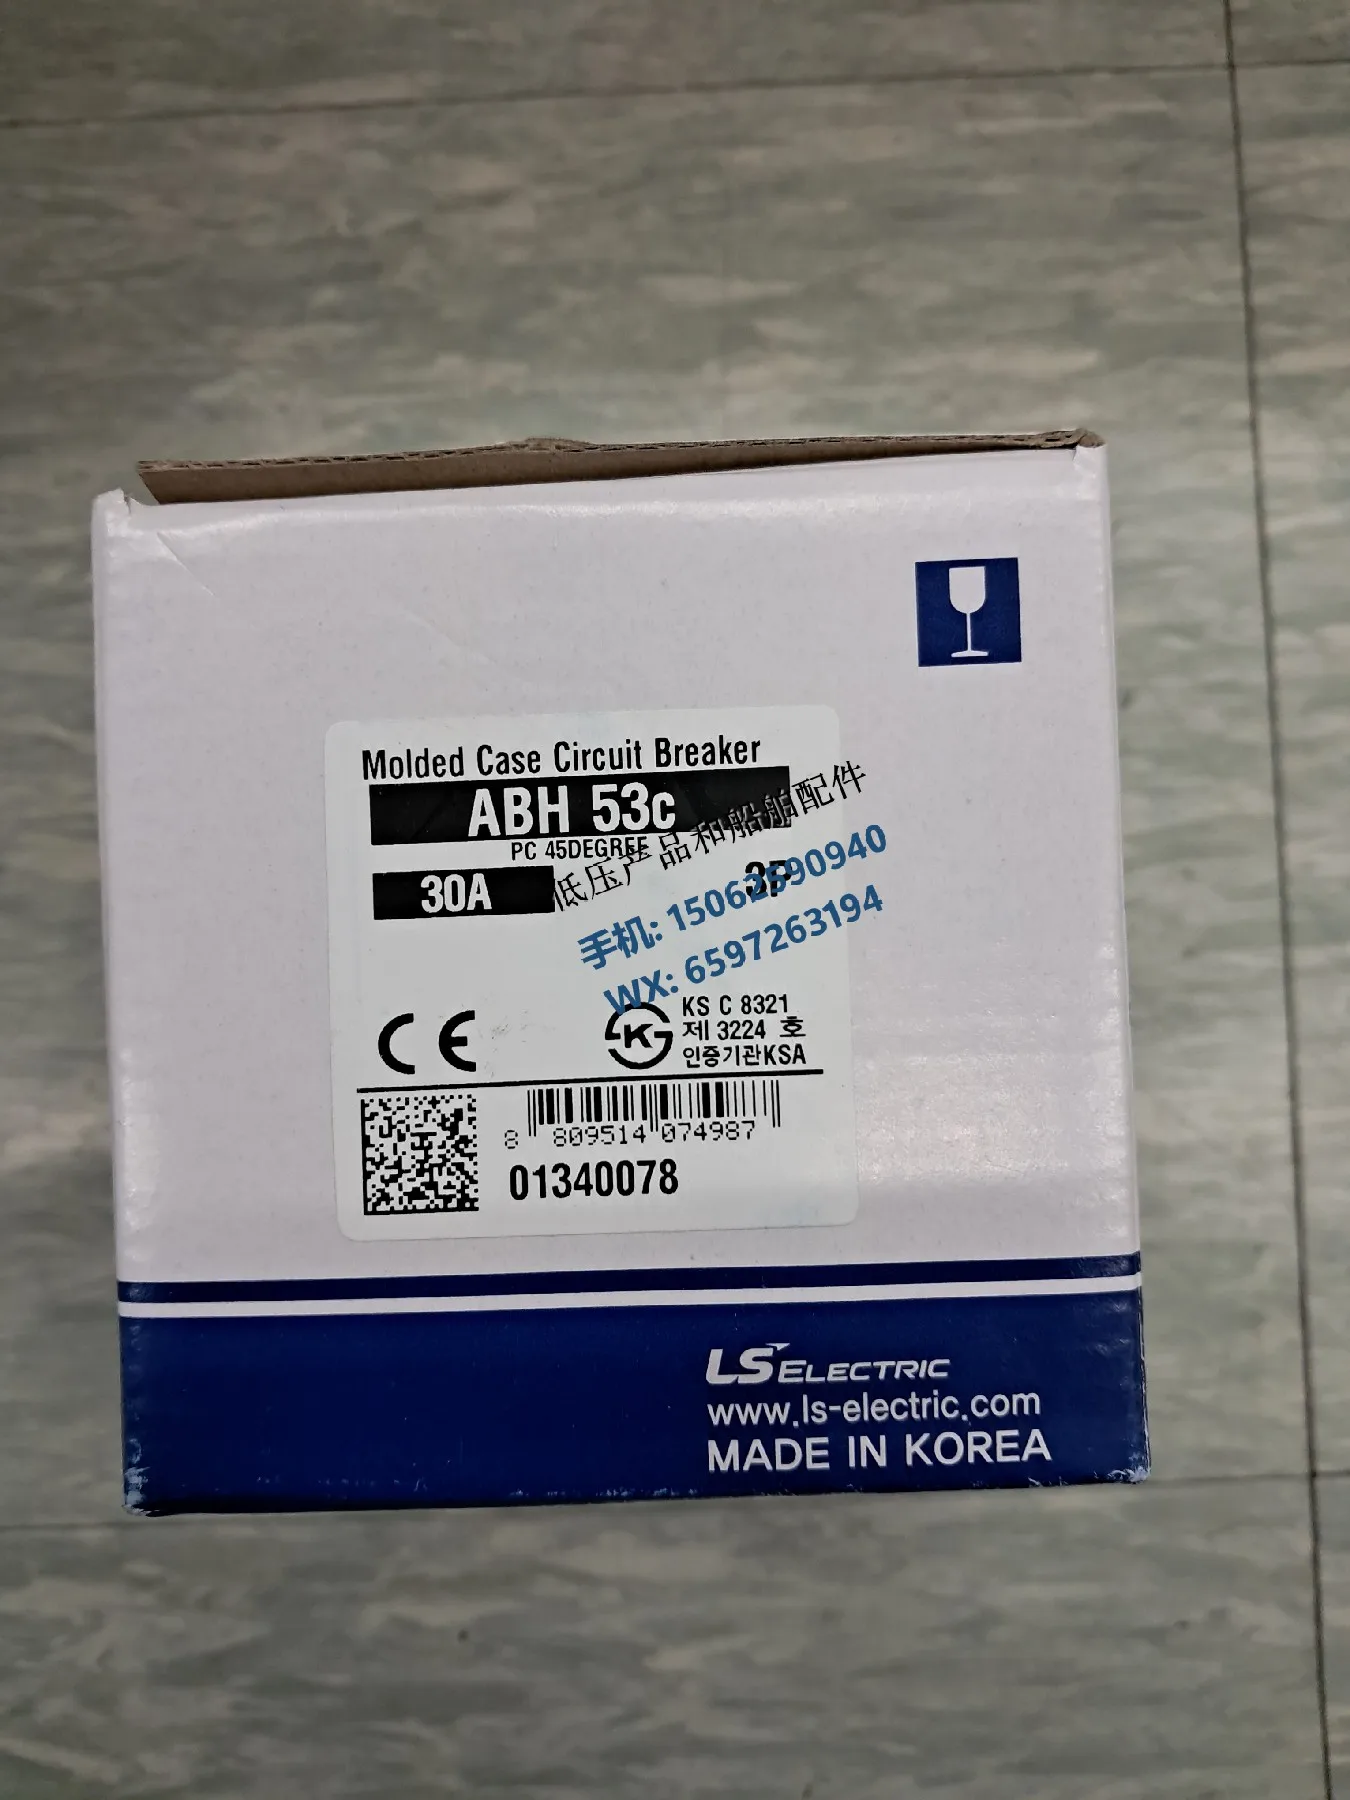 Molded Case Circuit Breaker
ABH 53c
PC 45DEGREE
30A
3P
低压产品和船舶配件
手机: 15062590940
WX: 6597263194
CE
K
KS C 8321
제 3224 호
인증기관KSA
8 809514 074987
01340078
LS ELECTRIC
www.ls-electric.com
MADE IN KOREA